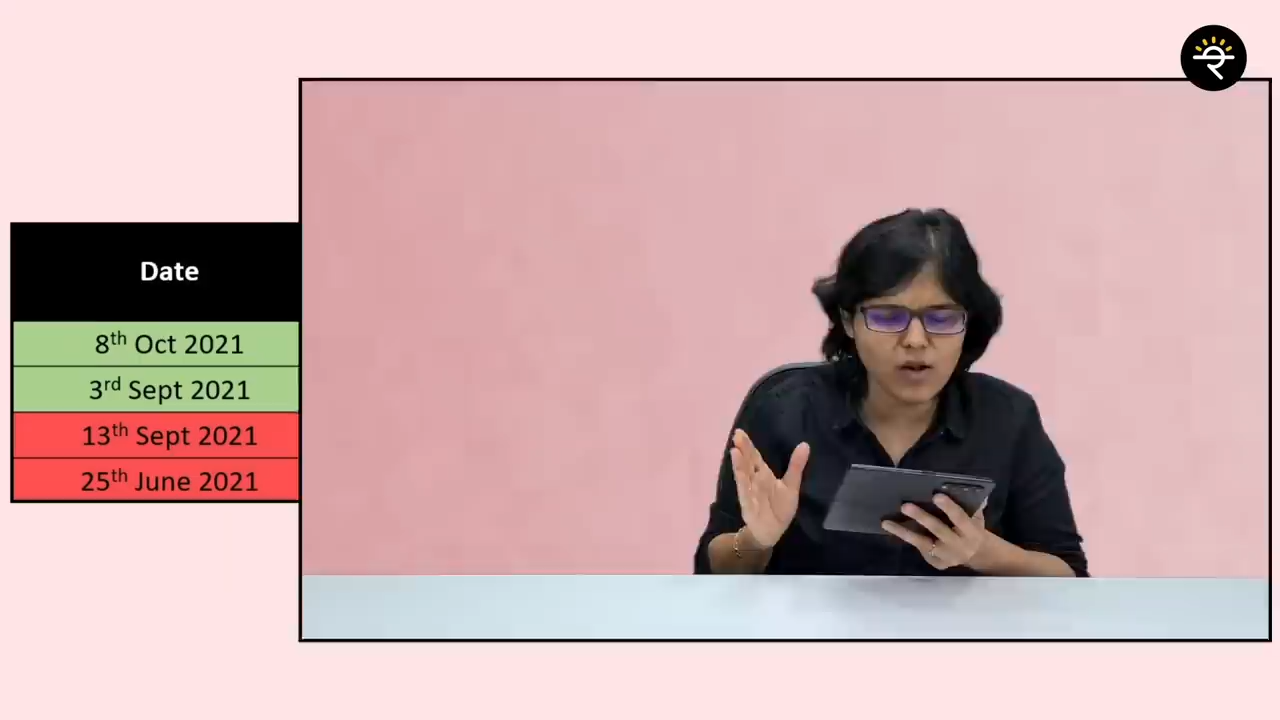 Date
8th Oct 2021
3rd Sept 2021
13th Sept 2021
25th June 2021